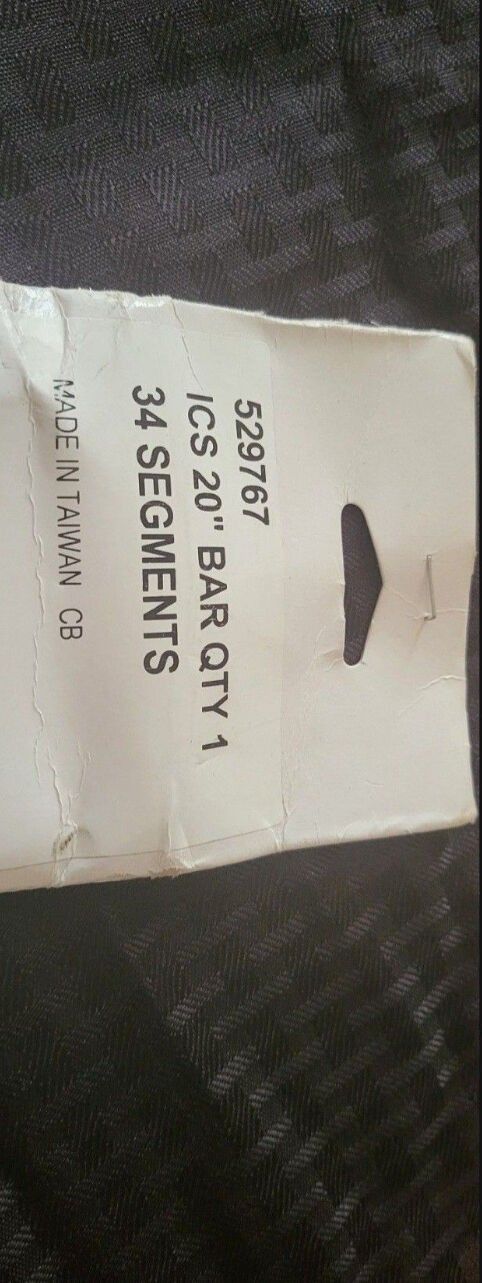 529767
ICS 20" BAR QTY 1
34 SEGMENTS
MADE IN TAIWAN CB